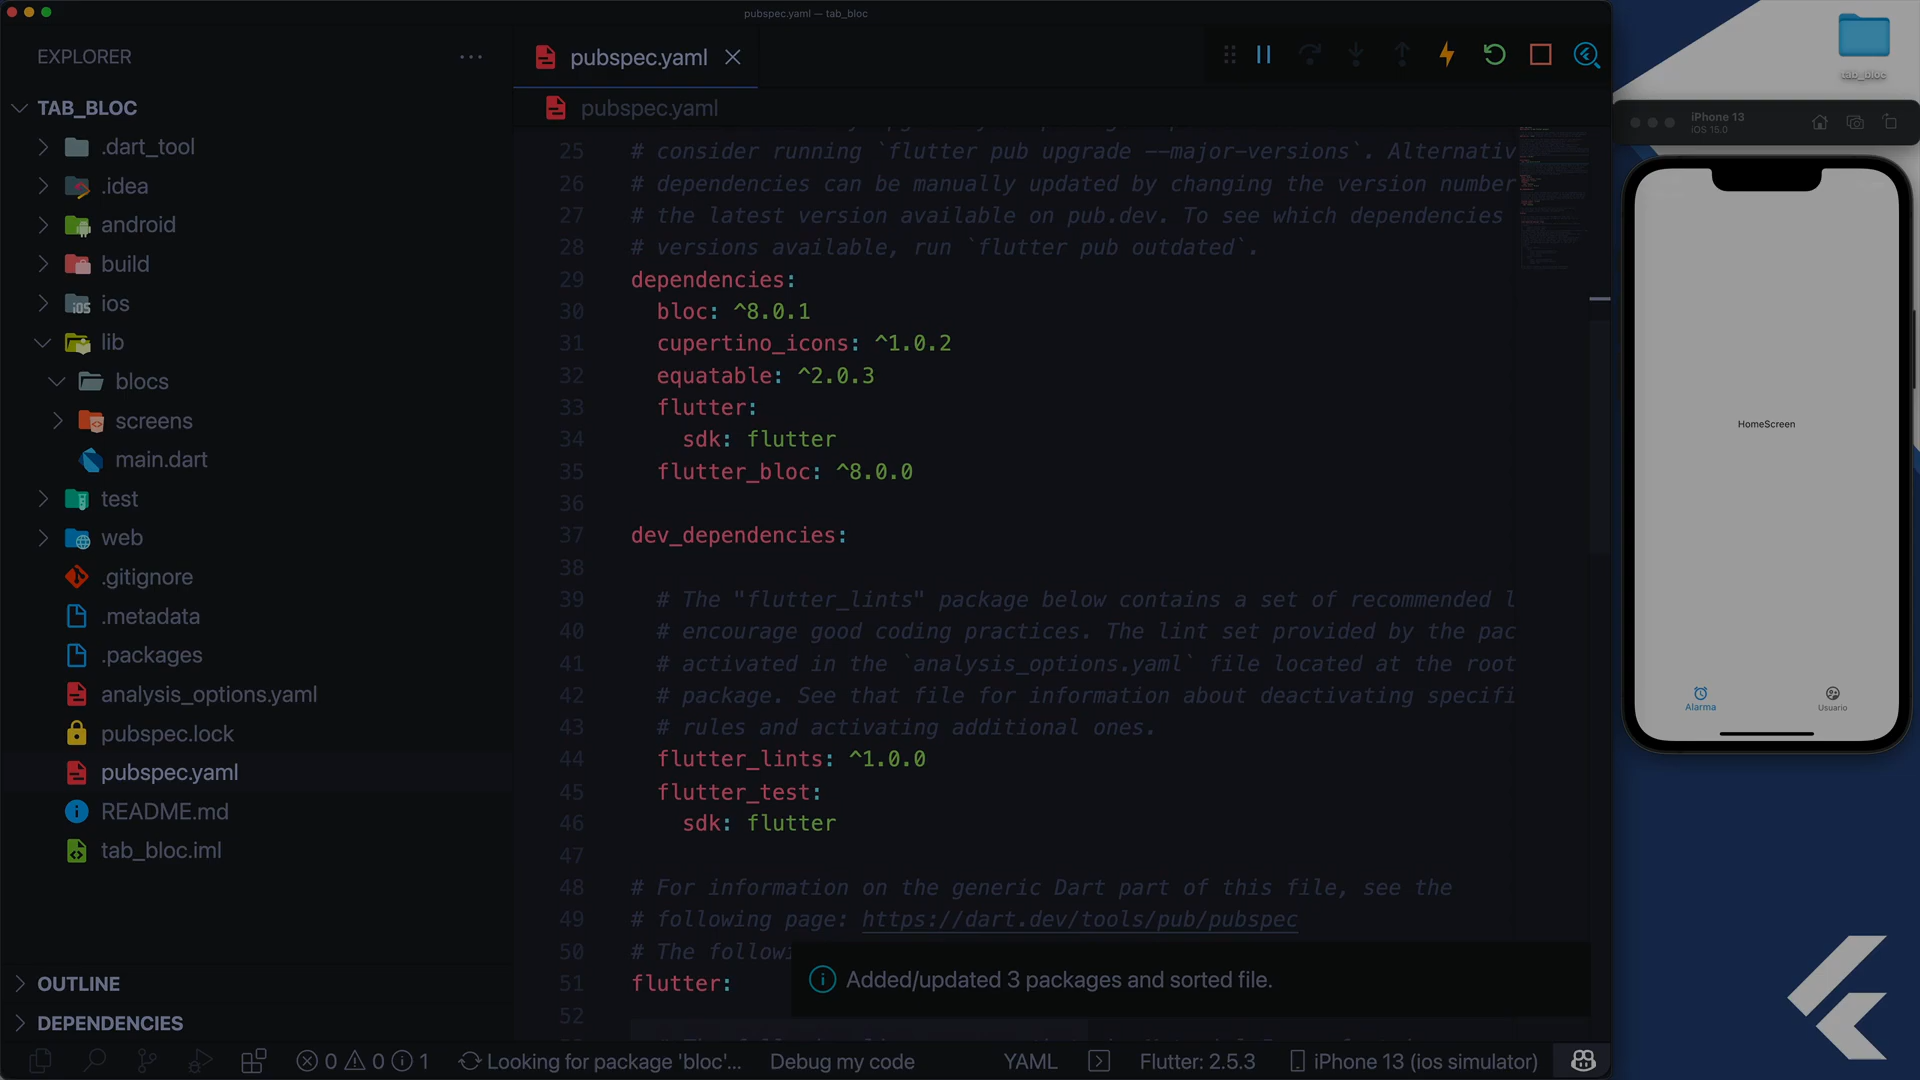 pubspec.yaml — tab_bloc
EXPLORER
TAB_BLOC
.dart_tool
.idea
android
build
ios
lib
blocs
screens
main.dart
test
web
.gitignore
.metadata
.packages
analysis_options.yaml
pubspec.lock
pubspec.yaml
README.md
tab_bloc.iml
OUTLINE
DEPENDENCIES
pubspec.yaml
pubspec.yaml
25 # consider running `flutter pub upgrade --major-versions`. Alternativ
26 # dependencies can be manually updated by changing the version number
27 # the latest version available on pub.dev. To see which dependencies
28 # versions available, run `flutter pub outdated`.
29 dependencies:
30 bloc: ^8.0.1
31 cupertino_icons: ^1.0.2
32 equatable: ^2.0.3
33 flutter:
34 sdk: flutter
35 flutter_bloc: ^8.0.0
36
37 dev_dependencies:
38
39 # The "flutter_lints" package below contains a set of recommended l
40 # encourage good coding practices. The lint set provided by the pac
41 # activated in the `analysis_options.yaml` file located at the root
42 # package. See that file for information about deactivating specifi
43 # rules and activating additional ones.
44 flutter_lints: ^1.0.0
45 flutter_test:
46 sdk: flutter
47
48 # For information on the generic Dart part of this file, see the
49 # following page: https://dart.dev/tools/pub/pubspec
50 # The followi
51 flutter:
52
Added/updated 3 packages and sorted file.
0 0 1 Looking for package 'bloc'... Debug my code YAML Flutter: 2.5.3 iPhone 13 (ios simulator)
tab_bloc
iPhone 13
iOS 15.0
HomeScreen
Alarma Usuario